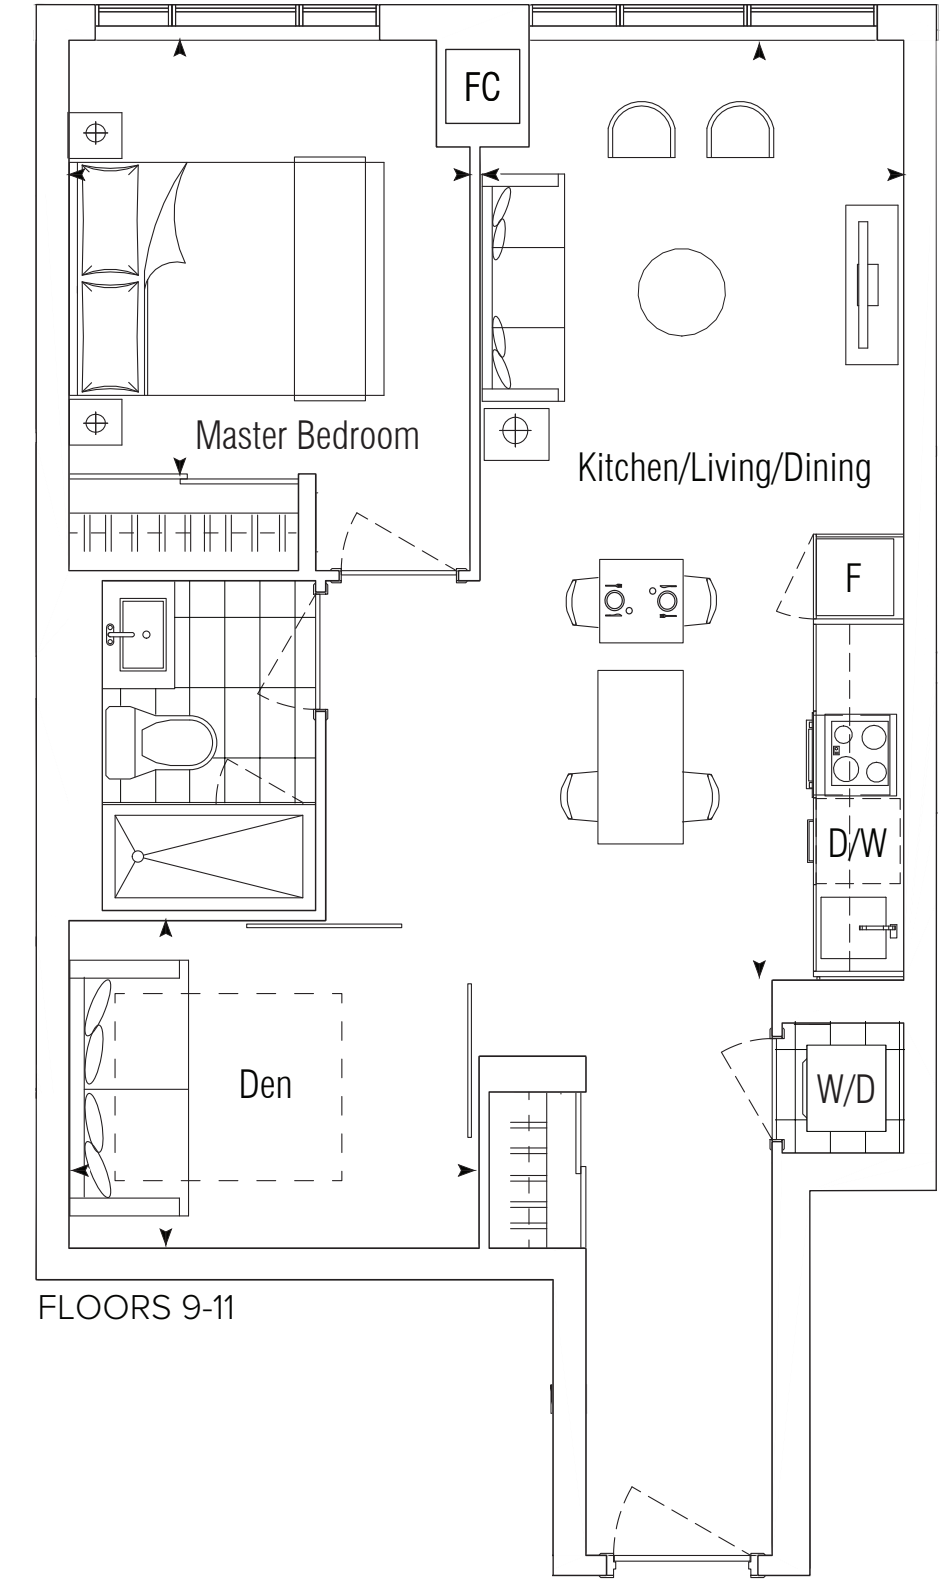 FC
Master Bedroom
Kitchen/Living/Dining
F
D/W
Den
W/D
FLOORS 9-11